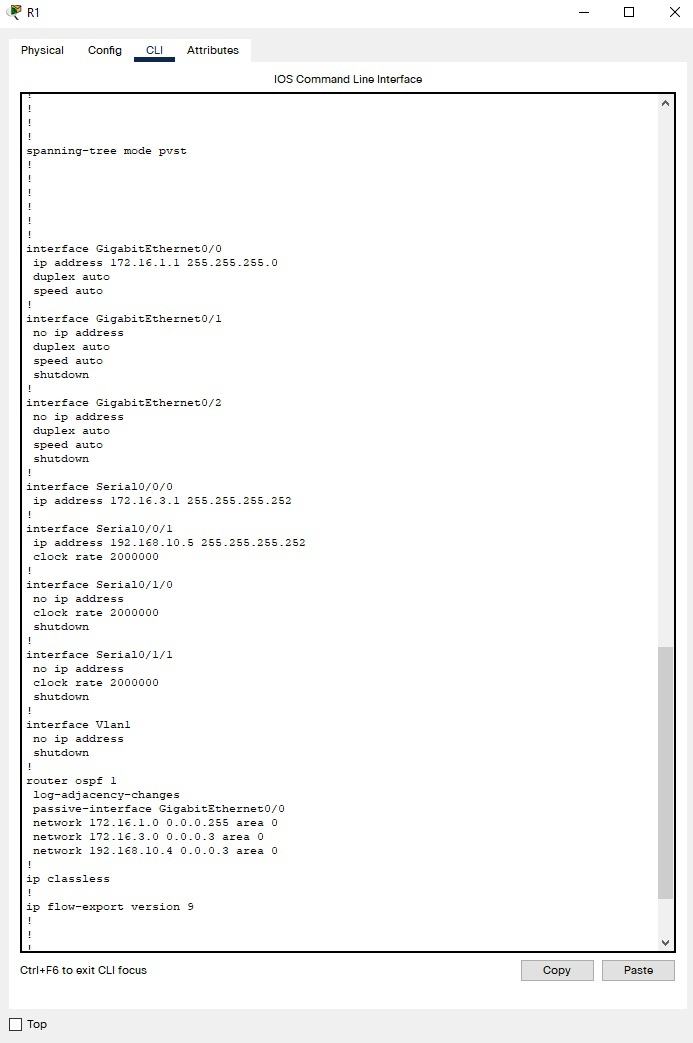 R1
Physical Config CLI Attributes
IOS Command Line Interface
!
!
!
!
spanning-tree mode pvst
!
!
!
!
!
!
interface GigabitEthernet0/0
ip address 172.16.1.1 255.255.255.0
duplex auto
speed auto
!
interface GigabitEthernet0/1
no ip address
duplex auto
speed auto
shutdown
!
interface GigabitEthernet0/2
no ip address
duplex auto
speed auto
shutdown
!
interface Serial0/0/0
ip address 172.16.3.1 255.255.255.252
!
interface Serial0/0/1
ip address 192.168.10.5 255.255.255.252
clock rate 2000000
!
interface Serial0/1/0
no ip address
clock rate 2000000
shutdown
!
interface Serial0/1/1
no ip address
clock rate 2000000
shutdown
!
interface Vlan1
no ip address
shutdown
!
router ospf 1
log-adjacency-changes
passive-interface GigabitEthernet0/0
network 172.16.1.0 0.0.0.255 area 0
network 172.16.3.0 0.0.0.3 area 0
network 192.168.10.4 0.0.0.3 area 0
!
ip classless
!
ip flow-export version 9
!
!
!
Ctrl+F6 to exit CLI focus
Copy Paste
Top